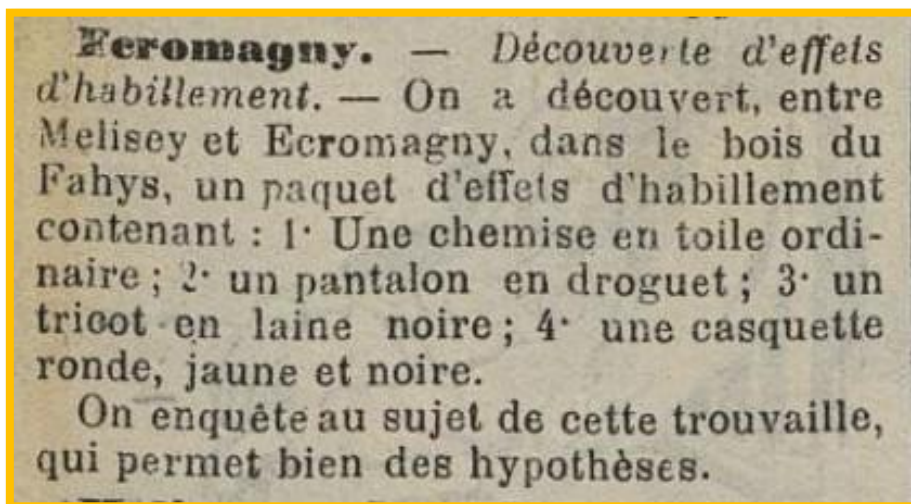 Ecromagny. — Découverte d'effets
d'habillement. — On a découvert, entre
Melisey et Ecromagny, dans le bois du
Fahys, un paquet d'effets d'habillement
contenant : 1· Une chemise en toile ordi-
naire ; 2· un pantalon en droguet ; 3· un
tricot en laine noire ; 4· une casquette
ronde, jaune et noire.
On enquête au sujet de cette trouvaille,
qui permet bien des hypothèses.